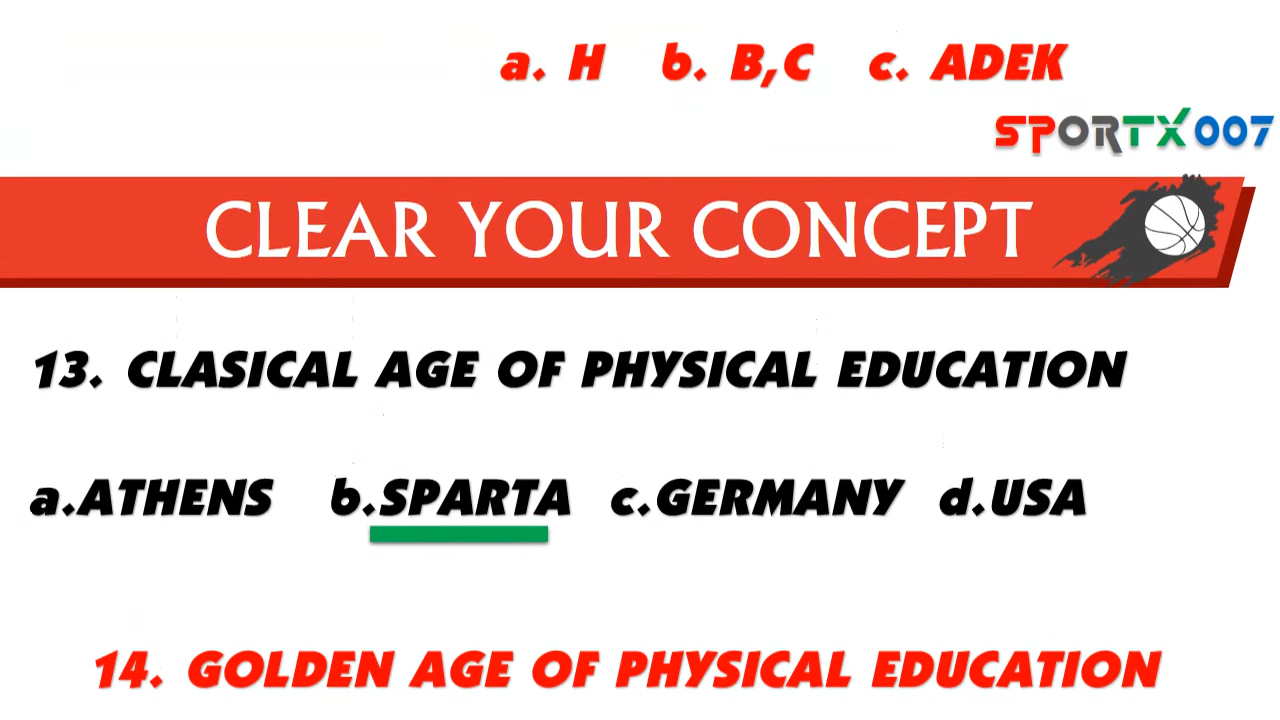 a. H b. B,C c. ADEK
SPORTX007
CLEAR YOUR CONCEPT
13. CLASICAL AGE OF PHYSICAL EDUCATION
a.ATHENS b.SPARTA c.GERMANY d.USA
14. GOLDEN AGE OF PHYSICAL EDUCATION